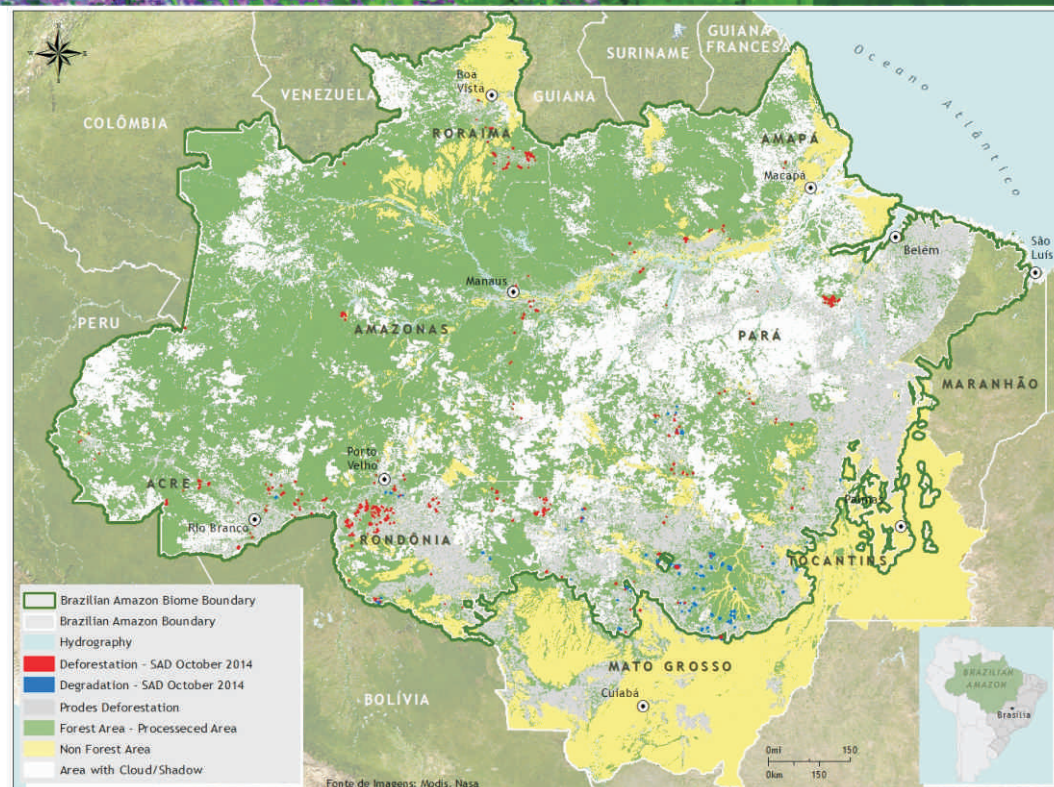 Oceano Atlântico
GUIANA
FRANCESA
SURINAME
GUIANA
VENEZUELA
COLÔMBIA
Boa
Vista
RORAIMA
AMAPÁ
Macapá
Belém
São
Luís
Manaus
AMAZONAS
PARÁ
PERU
MARANHÃO
Porto
Velho
ACRE
Rio Branco
RONDÔNIA
Palmas
TOCANTINS
MATO GROSSO
Cuiabá
BOLÍVIA
Brazilian Amazon Biome Boundary
Brazilian Amazon Boundary
Hydrography
Deforestation - SAD October 2014
Degradation - SAD October 2014
Prodes Deforestation
Forest Area - Processeced Area
Non Forest Area
Area with Cloud/Shadow
Fonte de Imagens: Modis, Nasa
0mi 150
0km 150
BRAZILIAN
AMAZON
Brasília